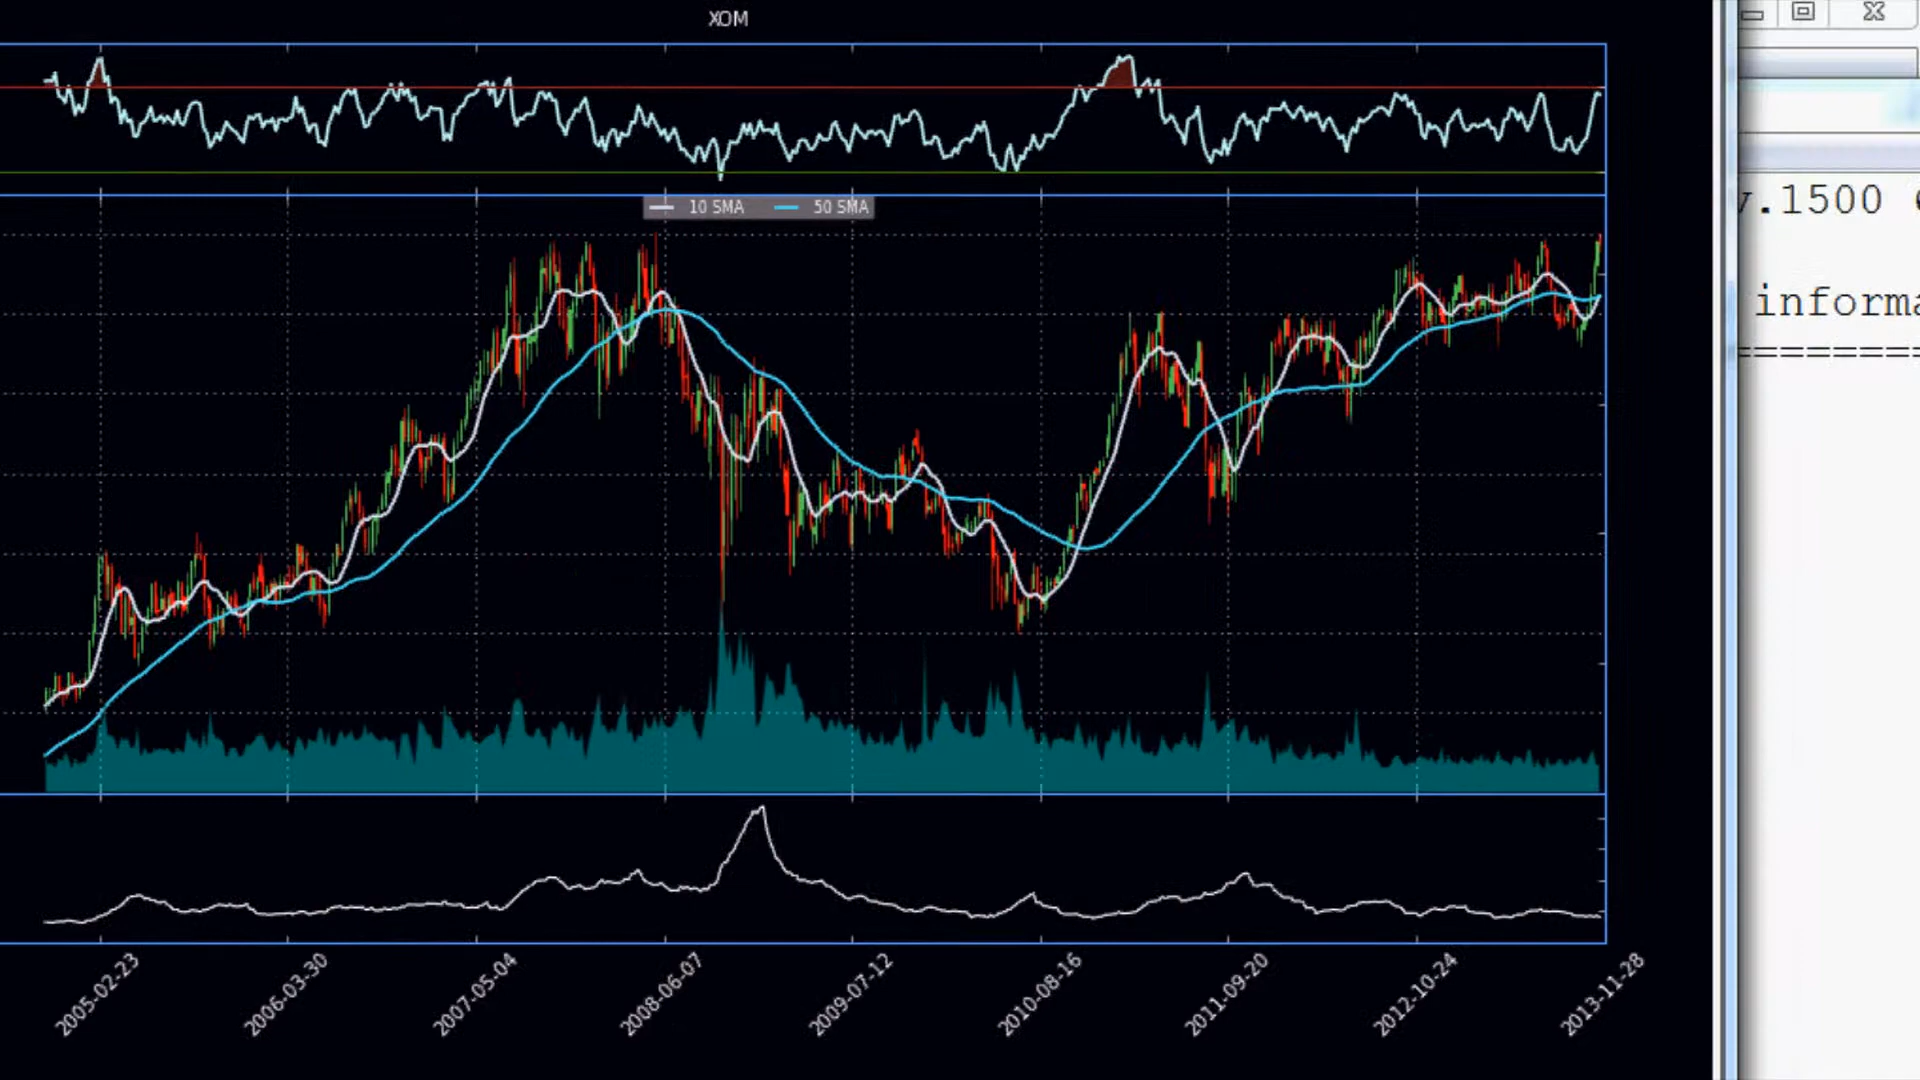 XOM
10 SMA 50 SMA
v.1500
informa
=======
2005-02-23
2006-03-30
2007-05-04
2008-06-07
2009-07-12
2010-08-16
2011-09-20
2012-10-24
2013-11-28